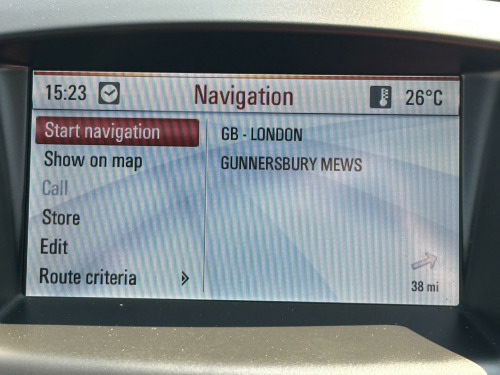 15:23 Navigation 26°C
Start navigation
Show on map
Call
Store
Edit
Route criteria
GB - LONDON
GUNNERSBURY MEWS
38 mi